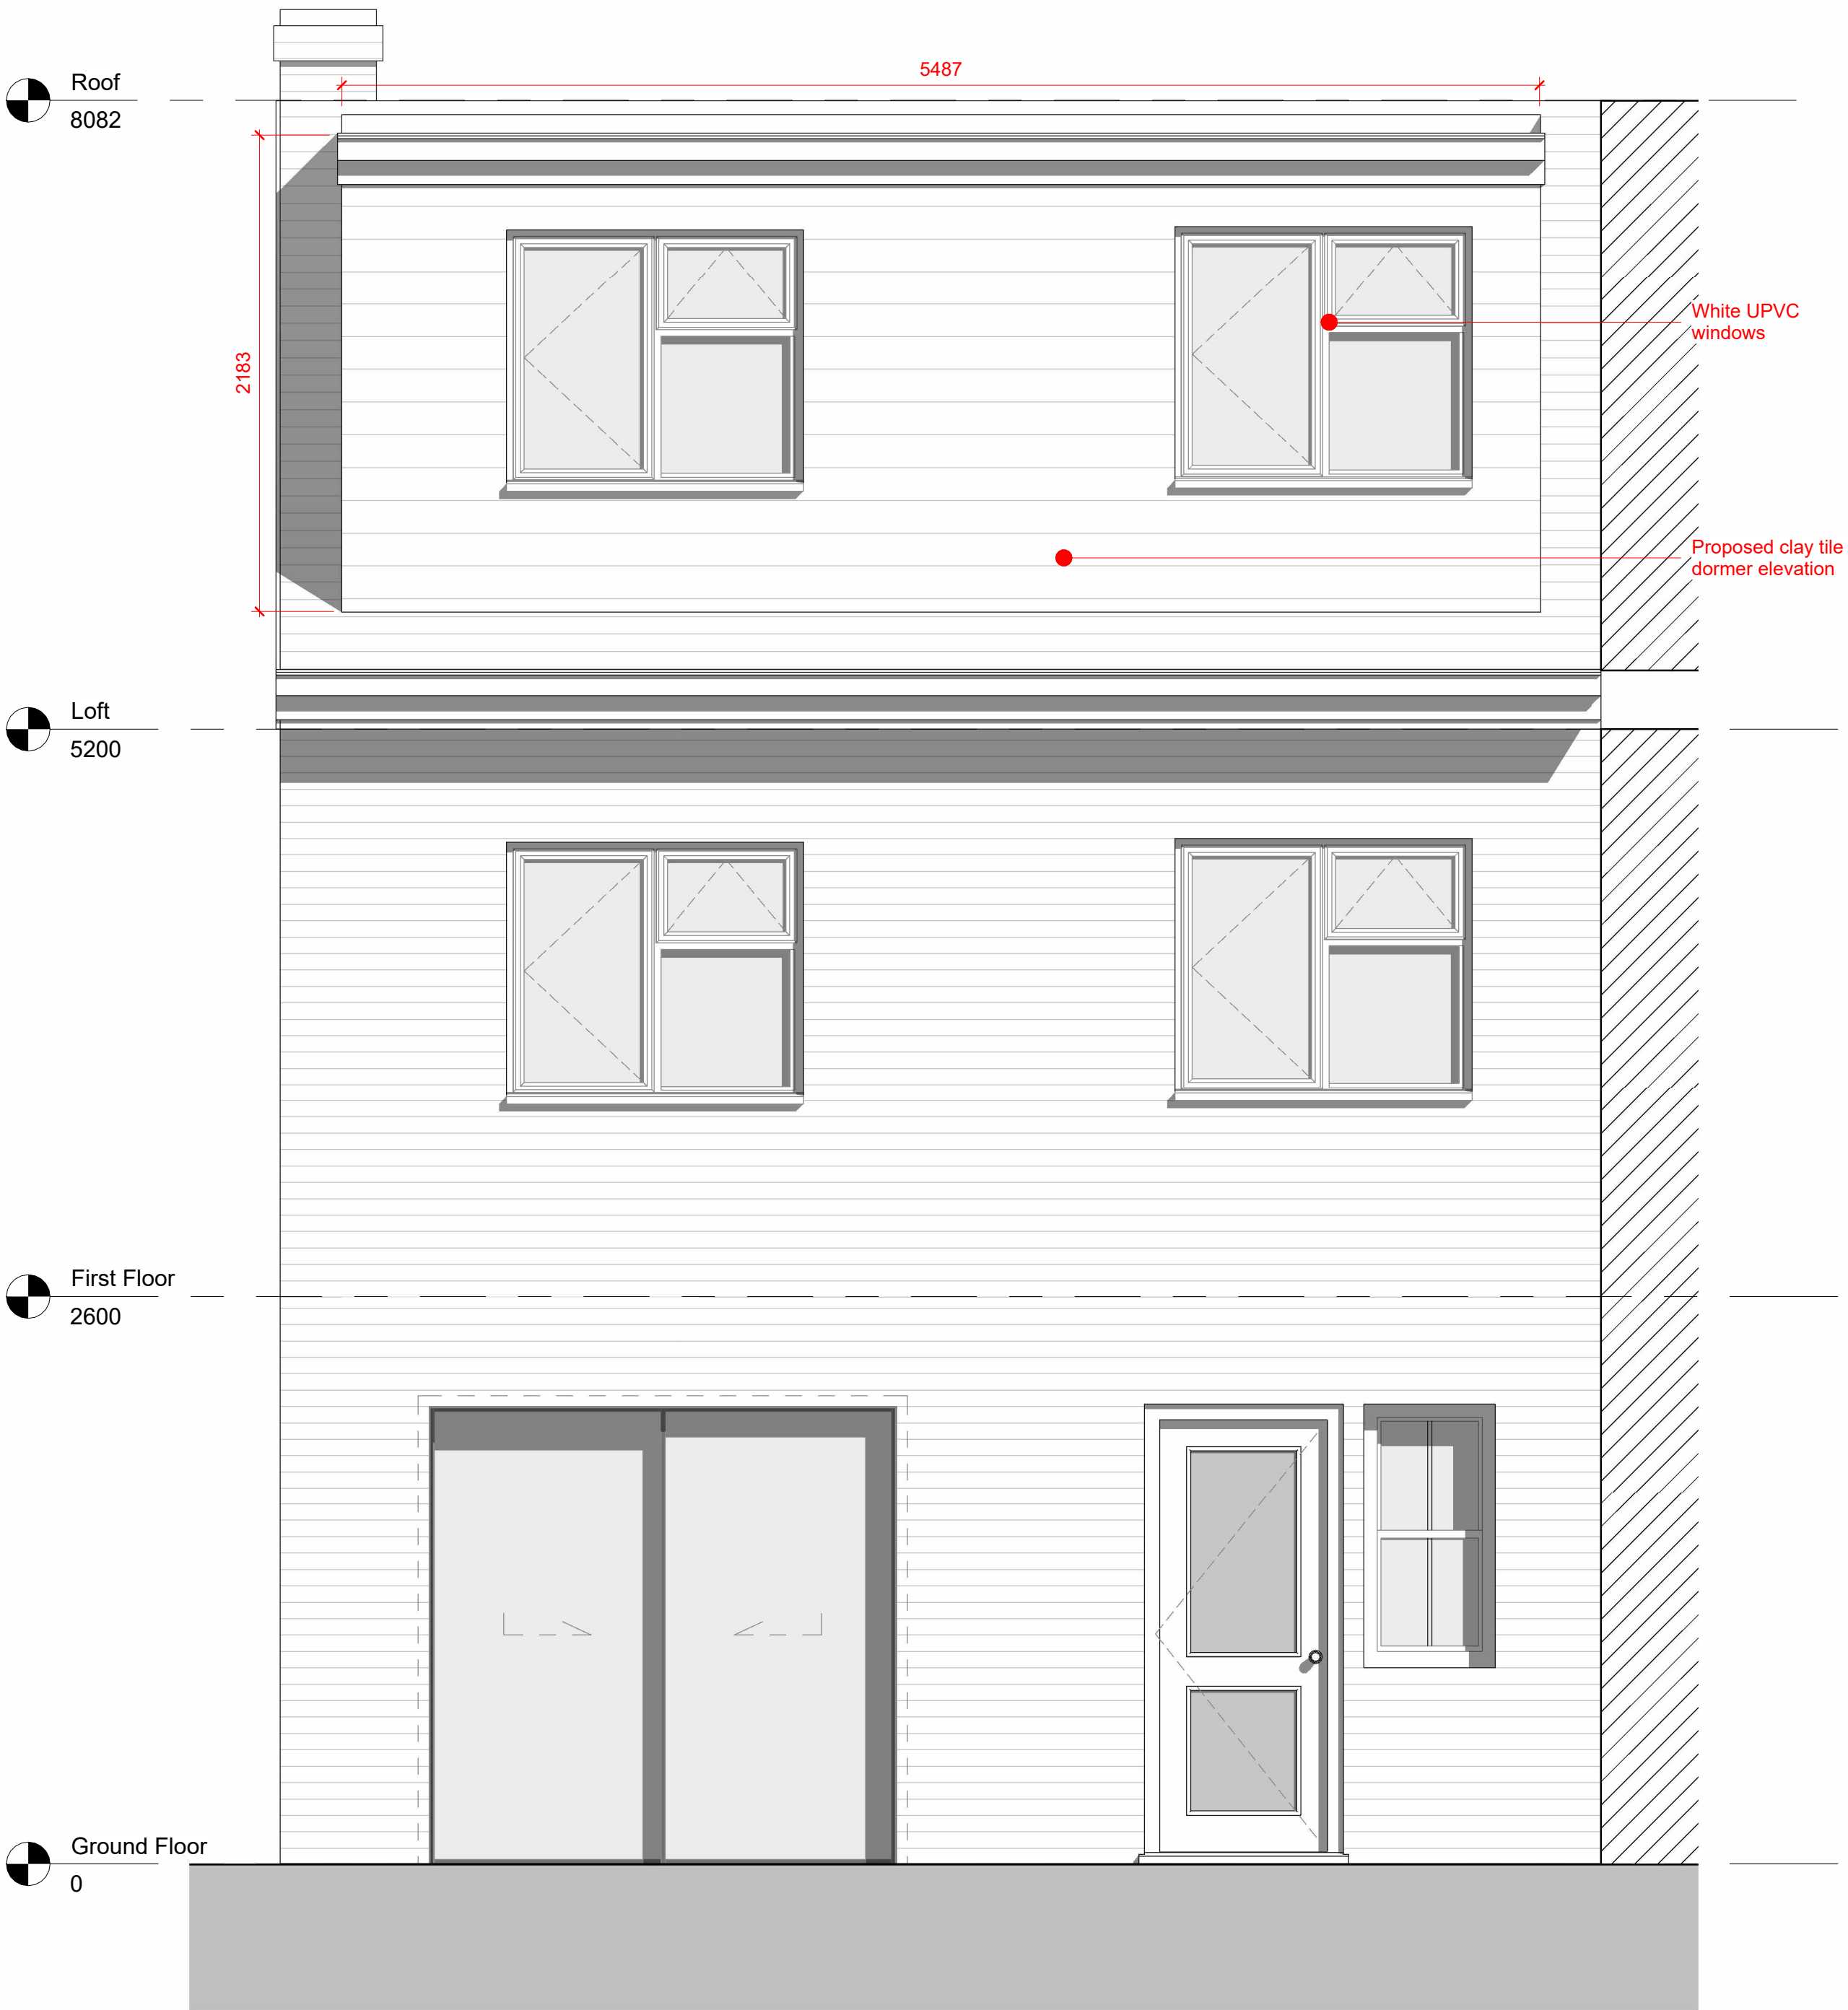 5487
Roof
8082
White UPVC
windows
2183
Proposed clay tile
dormer elevation
Loft
5200
First Floor
2600
Ground Floor
0